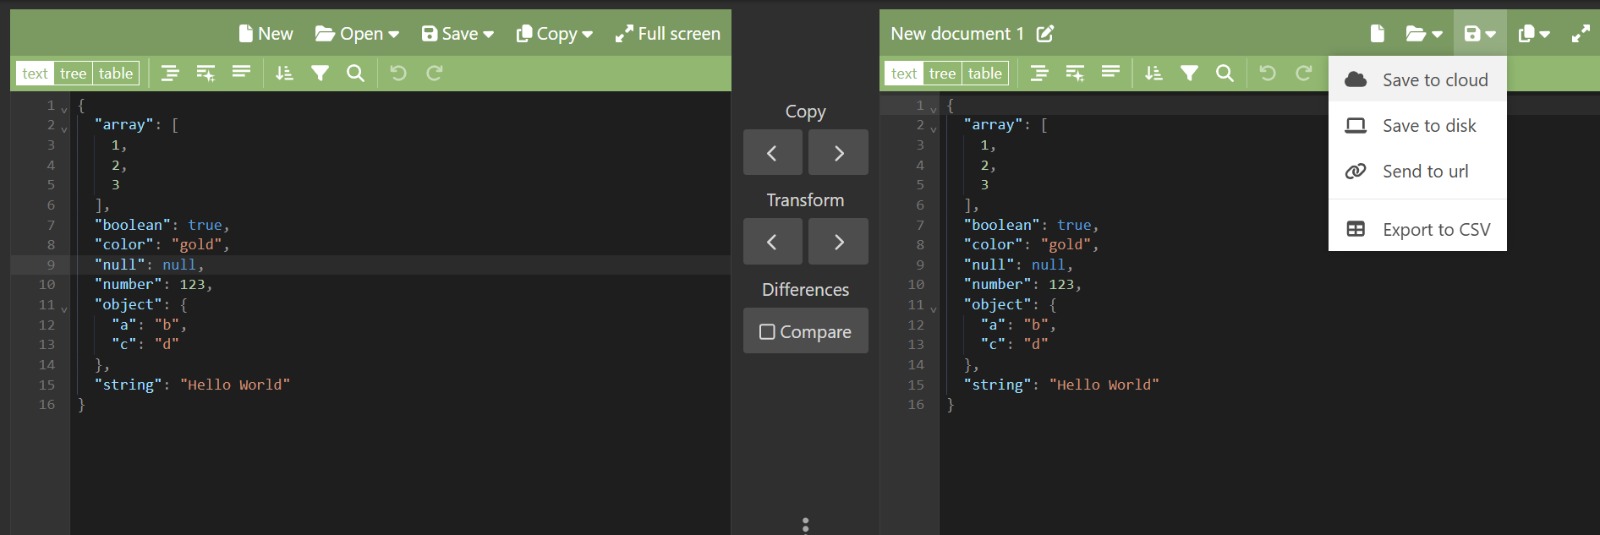 New Open Save Copy Full screen
text tree table
1 {
2 "array": [
3 1,
4 2,
5 3
6 ],
7 "boolean": true,
8 "color": "gold",
9 "null": null,
10 "number": 123,
11 "object": {
12 "a": "b",
13 "c": "d"
14 },
15 "string": "Hello World"
16 }
Copy
Transform
Differences
Compare
New document 1
text tree table
1 {
2 "array": [
3 1,
4 2,
5 3
6 ],
7 "boolean": true,
8 "color": "gold",
9 "null": null,
10 "number": 123,
11 "object": {
12 "a": "b",
13 "c": "d"
14 },
15 "string": "Hello World"
16 }
Save to cloud
Save to disk
Send to url
Export to CSV